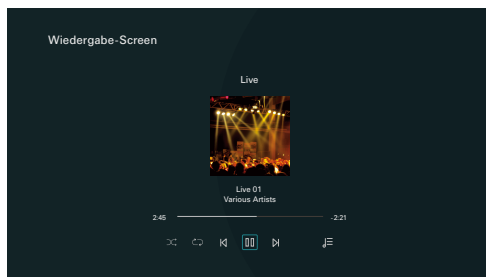 Wiedergabe-Screen
Live
Live 01
Various Artists
2:45 -2:21